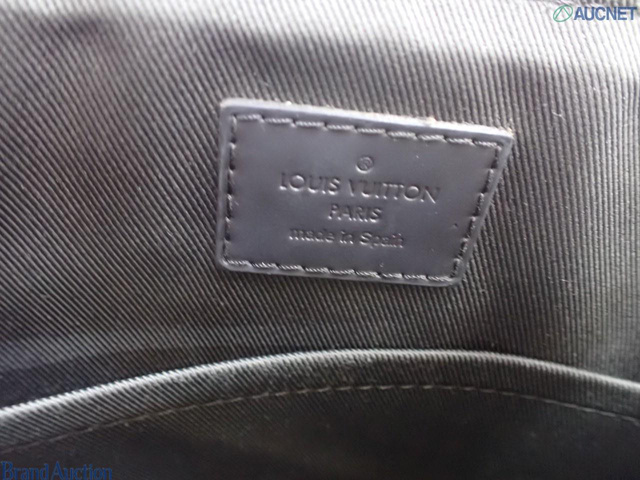 AUCNET
®
LOUIS VUITTON
PARIS
made in Spain
Brand Auction